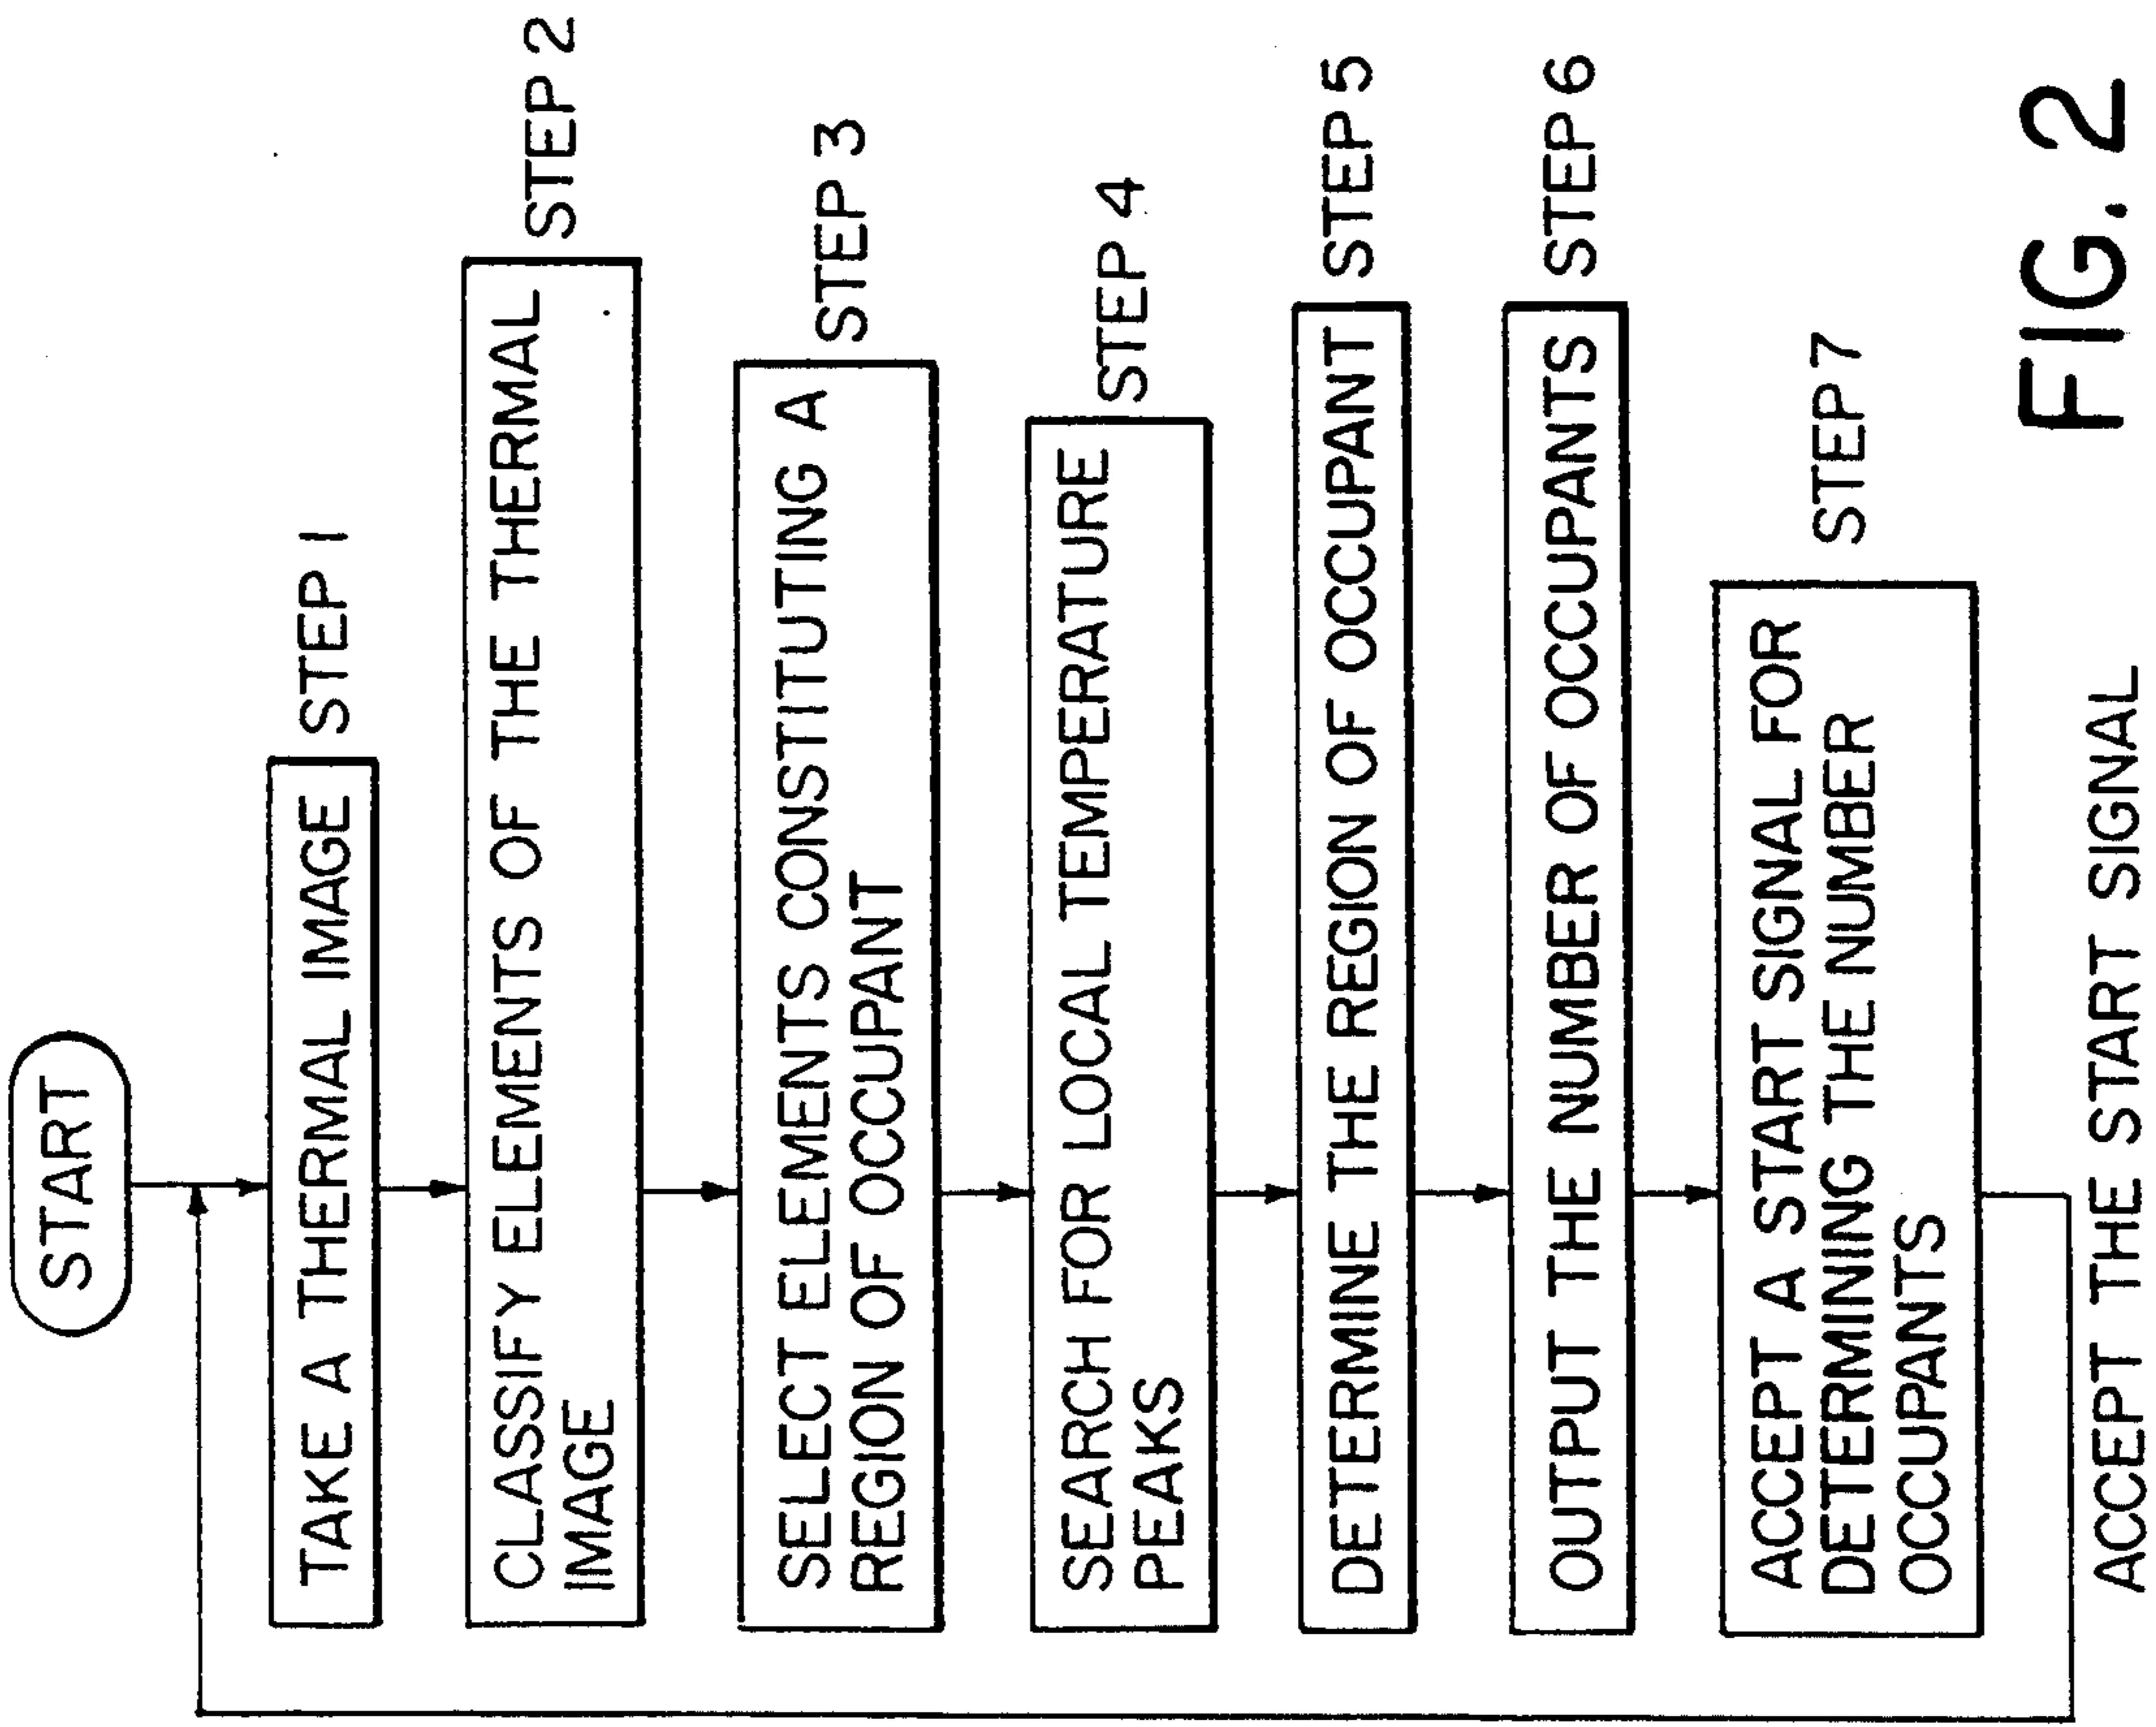 START
TAKE A THERMAL IMAGE
STEP 1
CLASSIFY ELEMENTS OF THE THERMAL
IMAGE
STEP 2
SELECT ELEMENTS CONSTITUTING A
REGION OF OCCUPANT
STEP 3
SEARCH FOR LOCAL TEMPERATURE
PEAKS
STEP 4
DETERMINE THE REGION OF OCCUPANT
STEP 5
OUTPUT THE NUMBER OF OCCUPANTS
STEP 6
ACCEPT A START SIGNAL FOR
DETERMINING THE NUMBER
OCCUPANTS
STEP 7
ACCEPT THE START SIGNAL
FIG. 2